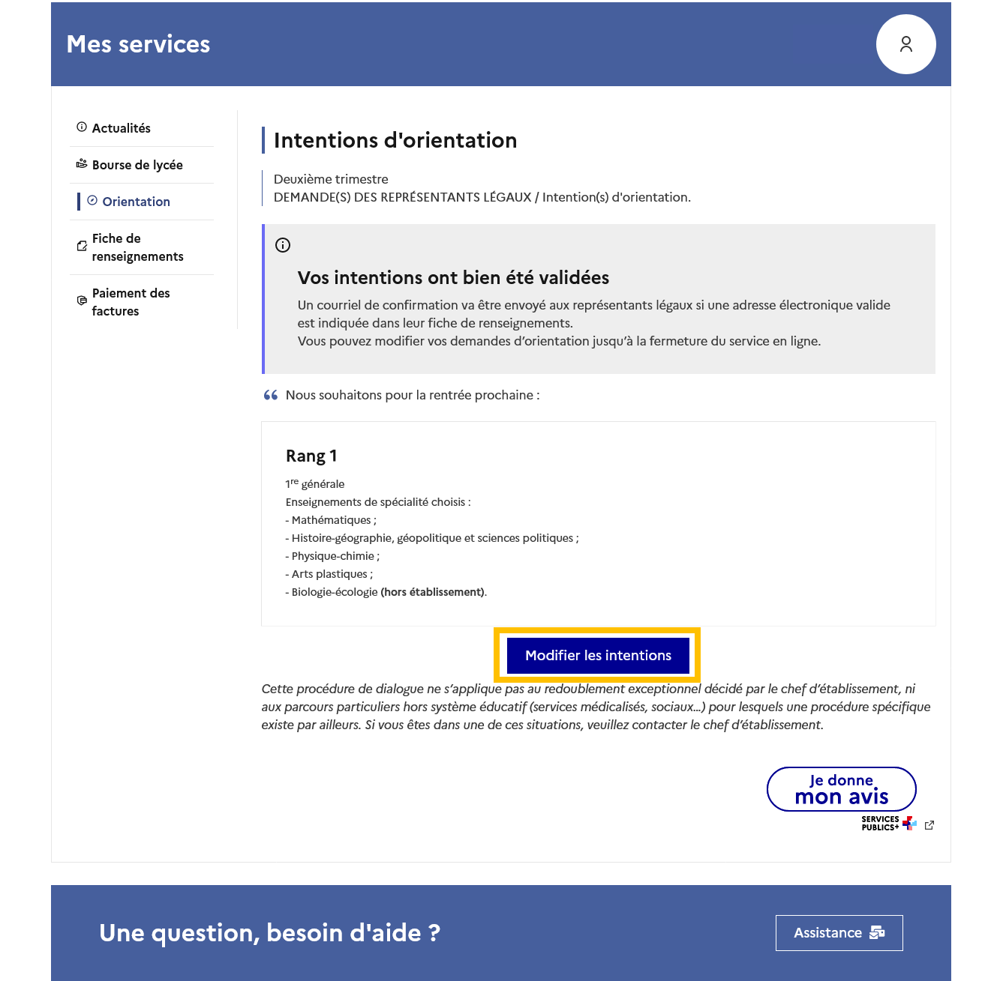 Mes services
Actualités
Bourse de lycée
Orientation
Fiche de
renseignements
Paiement des
factures
Intentions d'orientation
Deuxième trimestre
DEMANDE(S) DES REPRÉSENTANTS LÉGAUX / Intention(s) d'orientation.
Vos intentions ont bien été validées
Un courriel de confirmation va être envoyé aux représentants légaux si une adresse électronique valide
est indiquée dans leur fiche de renseignements.
Vous pouvez modifier vos demandes d’orientation jusqu’à la fermeture du service en ligne.
“ Nous souhaitons pour la rentrée prochaine :
Rang 1
1re générale
Enseignements de spécialité choisis :
- Mathématiques ;
- Histoire-géographie, géopolitique et sciences politiques ;
- Physique-chimie ;
- Arts plastiques ;
- Biologie-écologie (hors établissement).
Modifier les intentions
Cette procédure de dialogue ne s’applique pas au redoublement exceptionnel décidé par le chef d’établissement, ni
aux parcours particuliers hors système éducatif (services médicalisés, sociaux…) pour lesquels une procédure spécifique
existe par ailleurs. Si vous êtes dans une de ces situations, veuillez contacter le chef d’établissement.
Je donne
mon avis
SERVICES
PUBLICS+
Une question, besoin d'aide ?
Assistance